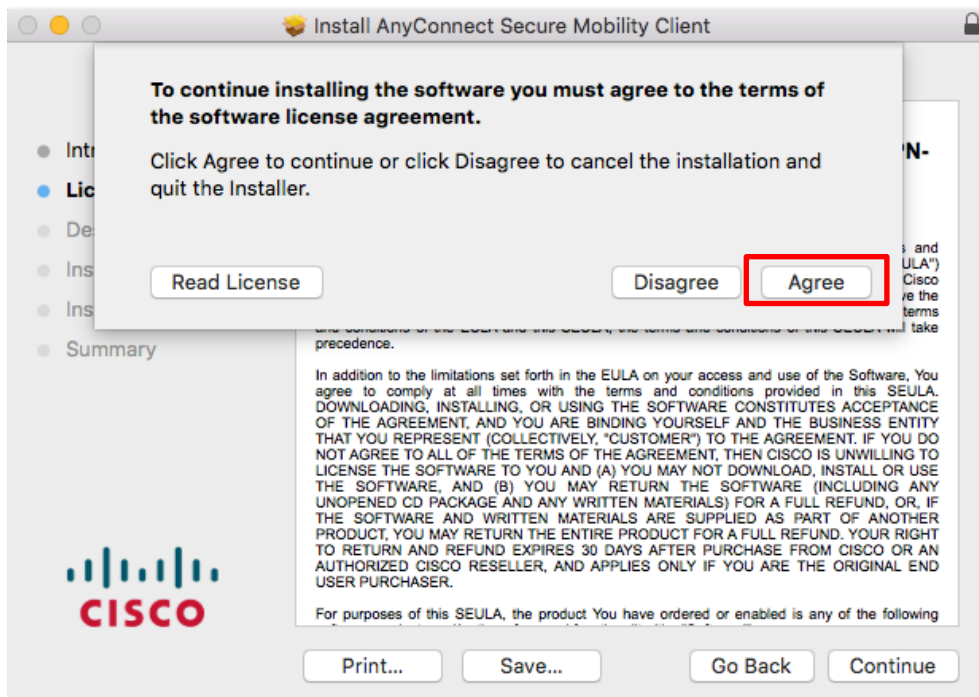 Install AnyConnect Secure Mobility Client
To continue installing the software you must agree to the terms of
the software license agreement.
Click Agree to continue or click Disagree to cancel the installation and
quit the Installer.
Read License
Disagree
Agree
Summary
and
Cisco
the
terms
take
precedence.
In addition to the limitations set forth in the EULA on your access and use of the Software, You
agree to comply at all times with the terms and conditions provided in this SEULA.
DOWNLOADING, INSTALLING, OR USING THE SOFTWARE CONSTITUTES ACCEPTANCE
OF THE AGREEMENT, AND YOU ARE BINDING YOURSELF AND THE BUSINESS ENTITY
THAT YOU REPRESENT (COLLECTIVELY, "CUSTOMER") TO THE AGREEMENT. IF YOU DO
NOT AGREE TO ALL OF THE TERMS OF THE AGREEMENT, THEN CISCO IS UNWILLING TO
LICENSE THE SOFTWARE TO YOU AND (A) YOU MAY NOT DOWNLOAD, INSTALL OR USE
THE SOFTWARE, AND (B) YOU MAY RETURN THE SOFTWARE (INCLUDING ANY
UNOPENED CD PACKAGE AND ANY WRITTEN MATERIALS) FOR A FULL REFUND, OR, IF
THE SOFTWARE AND WRITTEN MATERIALS ARE SUPPLIED AS PART OF ANOTHER
PRODUCT, YOU MAY RETURN THE ENTIRE PRODUCT FOR A FULL REFUND. YOUR RIGHT
TO RETURN AND REFUND EXPIRES 30 DAYS AFTER PURCHASE FROM CISCO OR AN
AUTHORIZED CISCO RESELLER, AND APPLIES ONLY IF YOU ARE THE ORIGINAL END
USER PURCHASER.
For purposes of this SEULA, the product You have ordered or enabled is any of the following
CISCO
Print...
Save...
Go Back
Continue